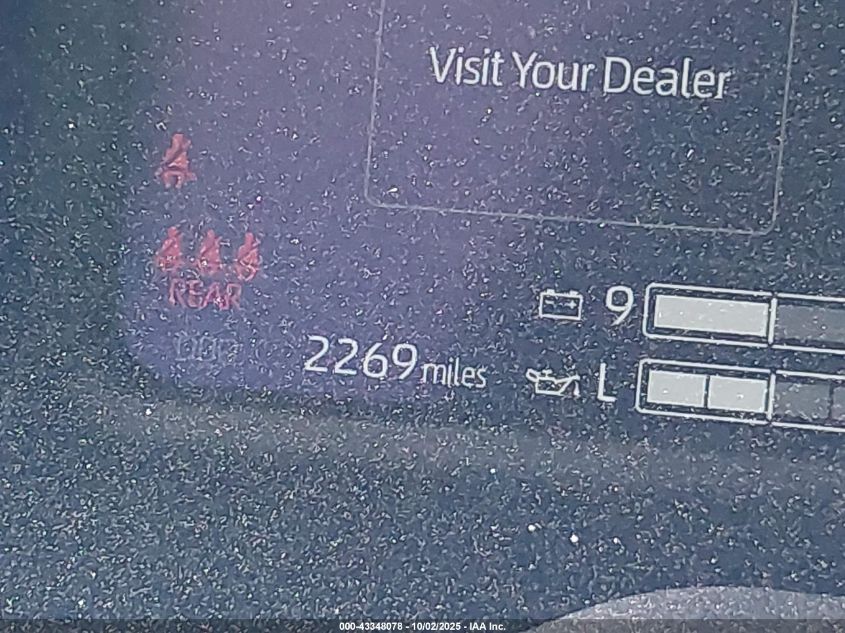 Visit Your Dealer
REAR
9
2269 miles
L
000-43348078 - 10/02/2025 - IAA Inc.